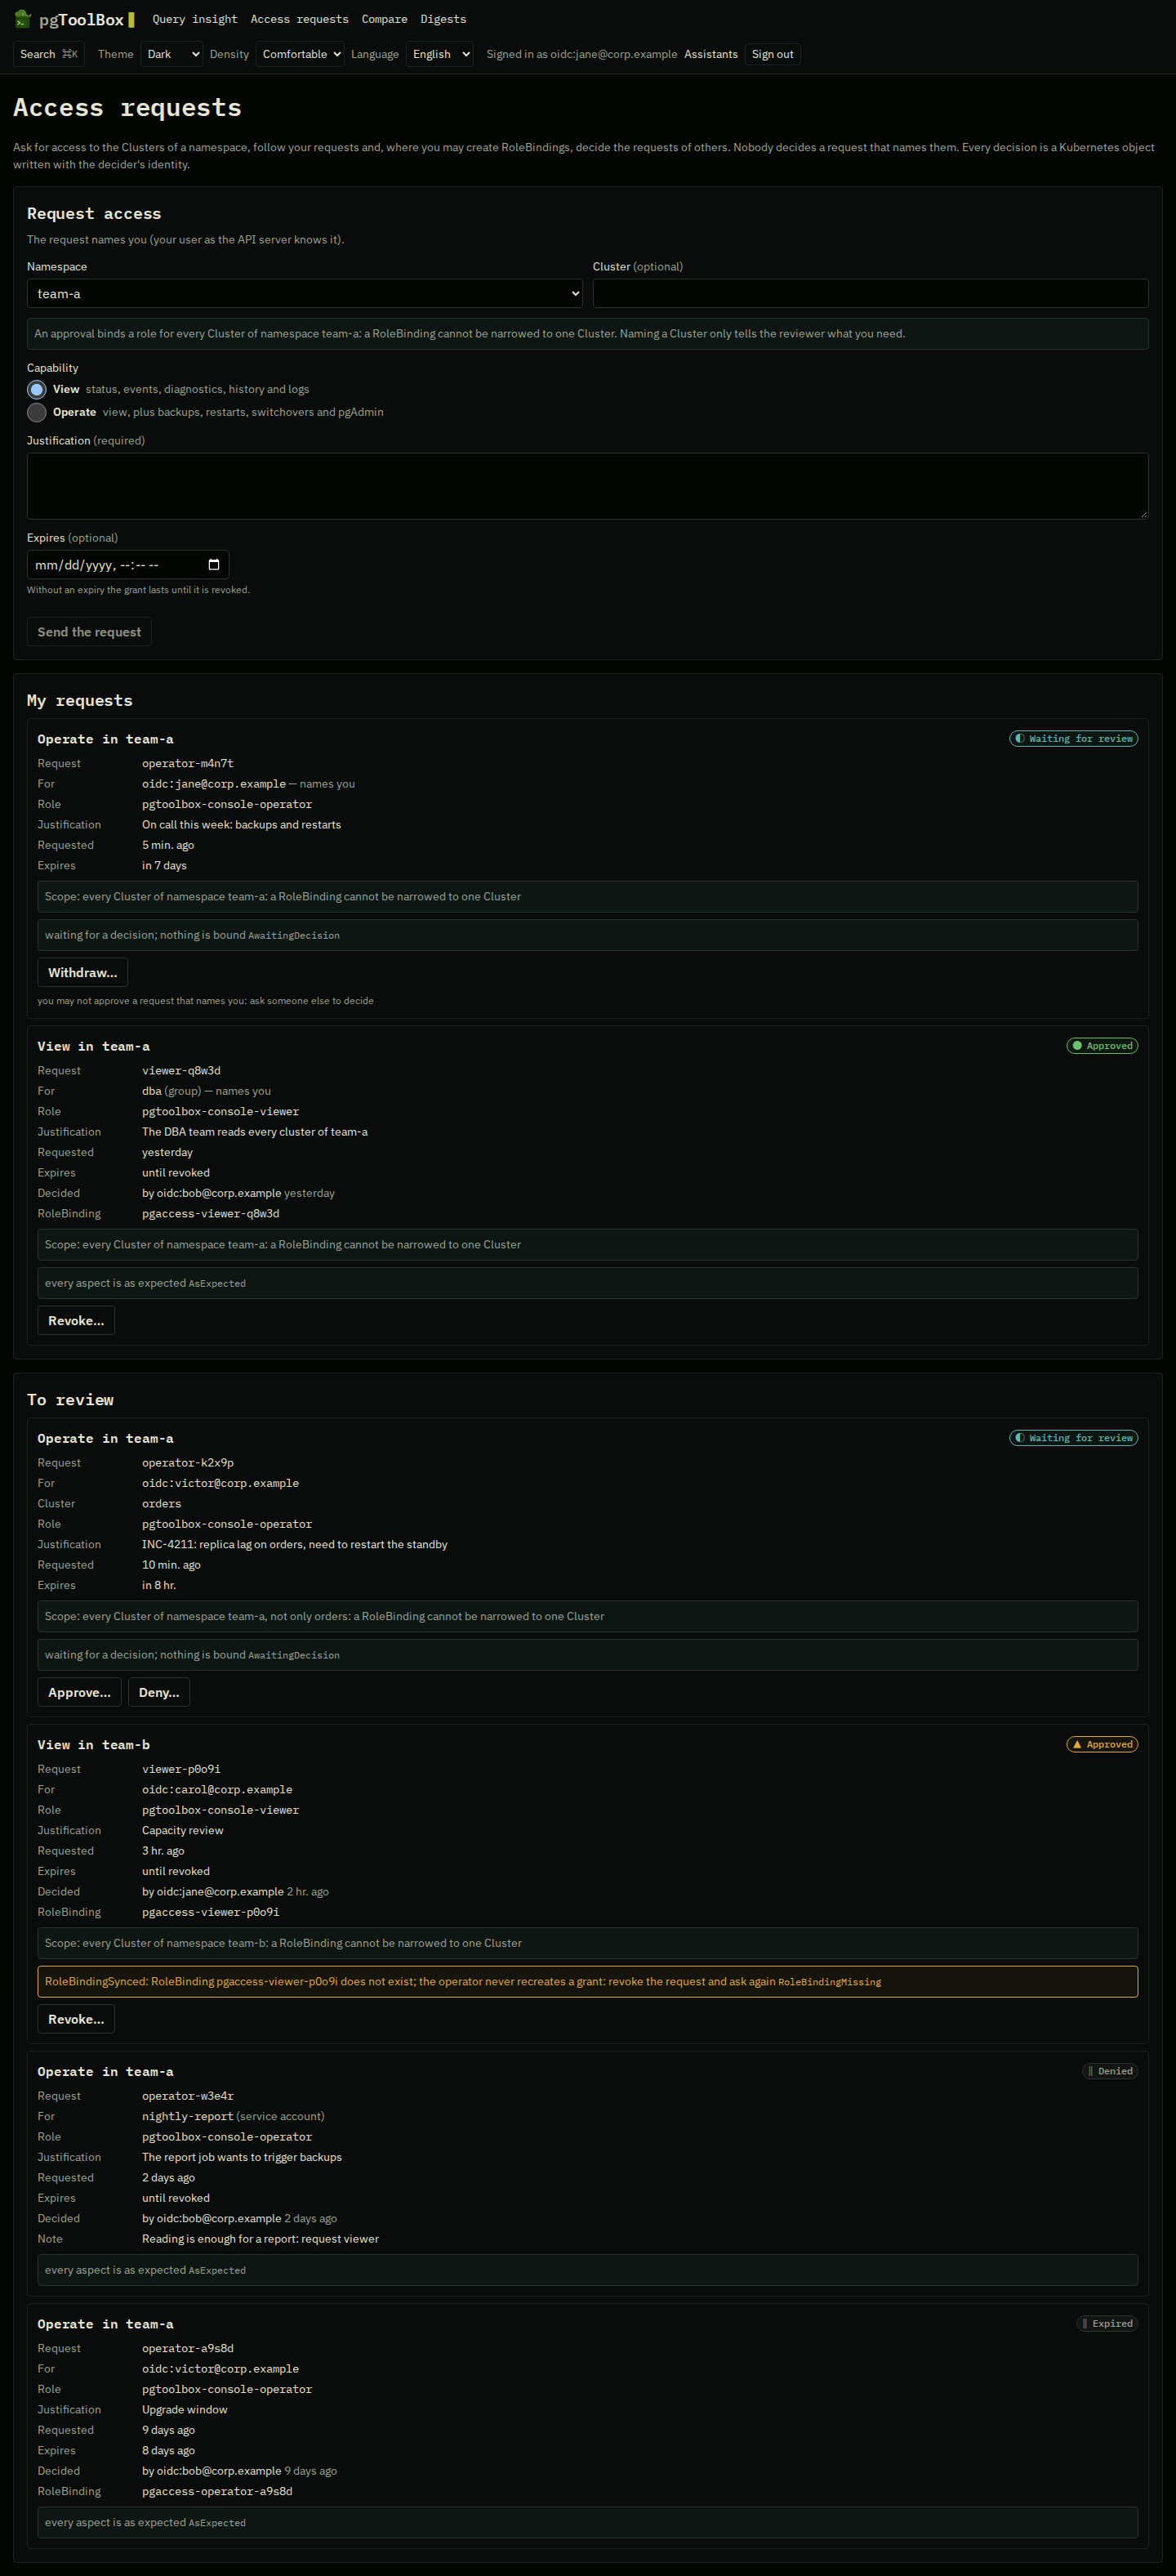 pgToolBox Query insight Access requests Compare Digests
Search ⌘K Theme Dark Density Comfortable Language English Signed in as oidc:jane@corp.example Assistants Sign out
Access requests
Ask for access to the Clusters of a namespace, follow your requests and, where you may create RoleBindings, decide the requests of others. Nobody decides a request that names them. Every decision is a Kubernetes object
written with the decider's identity.
Request access
The request names you (your user as the API server knows it).
Namespace Cluster (optional)
team-a
An approval binds a role for every Cluster of namespace team-a: a RoleBinding cannot be narrowed to one Cluster. Naming a Cluster only tells the reviewer what you need.
Capability
View status, events, diagnostics, history and logs
Operate view, plus backups, restarts, switchovers and pgAdmin
Justification (required)
Expires (optional)
mm/dd/yyyy, --:-- --
Without an expiry the grant lasts until it is revoked.
Send the request
My requests
Operate in team-a Waiting for review
Request operator-m4n7t
For oidc:jane@corp.example — names you
Role pgtoolbox-console-operator
Justification On call this week: backups and restarts
Requested 5 min. ago
Expires in 7 days
Scope: every Cluster of namespace team-a: a RoleBinding cannot be narrowed to one Cluster
waiting for a decision; nothing is bound AwaitingDecision
Withdraw...
you may not approve a request that names you: ask someone else to decide
View in team-a Approved
Request viewer-q8w3d
For dba (group) — names you
Role pgtoolbox-console-viewer
Justification The DBA team reads every cluster of team-a
Requested yesterday
Expires until revoked
Decided by oidc:bob@corp.example yesterday
RoleBinding pgaccess-viewer-q8w3d
Scope: every Cluster of namespace team-a: a RoleBinding cannot be narrowed to one Cluster
every aspect is as expected AsExpected
Revoke...
To review
Operate in team-a Waiting for review
Request operator-k2x9p
For oidc:victor@corp.example
Cluster orders
Role pgtoolbox-console-operator
Justification INC-4211: replica lag on orders, need to restart the standby
Requested 10 min. ago
Expires in 8 hr.
Scope: every Cluster of namespace team-a, not only orders: a RoleBinding cannot be narrowed to one Cluster
waiting for a decision; nothing is bound AwaitingDecision
Approve... Deny...
View in team-b Approved
Request viewer-p0o9i
For oidc:carol@corp.example
Role pgtoolbox-console-viewer
Justification Capacity review
Requested 3 hr. ago
Expires until revoked
Decided by oidc:jane@corp.example 2 hr. ago
RoleBinding pgaccess-viewer-p0o9i
Scope: every Cluster of namespace team-b: a RoleBinding cannot be narrowed to one Cluster
RoleBindingSynced: RoleBinding pgaccess-viewer-p0o9i does not exist; the operator never recreates a grant: revoke the request and ask again RoleBindingMissing
Revoke...
Operate in team-a Denied
Request operator-w3e4r
For nightly-report (service account)
Role pgtoolbox-console-operator
Justification The report job wants to trigger backups
Requested 2 days ago
Expires until revoked
Decided by oidc:bob@corp.example 2 days ago
Note Reading is enough for a report: request viewer
every aspect is as expected AsExpected
Operate in team-a Expired
Request operator-a9s8d
For oidc:victor@corp.example
Role pgtoolbox-console-operator
Justification Upgrade window
Requested 9 days ago
Expires 8 days ago
Decided by oidc:bob@corp.example 9 days ago
RoleBinding pgaccess-operator-a9s8d
every aspect is as expected AsExpected